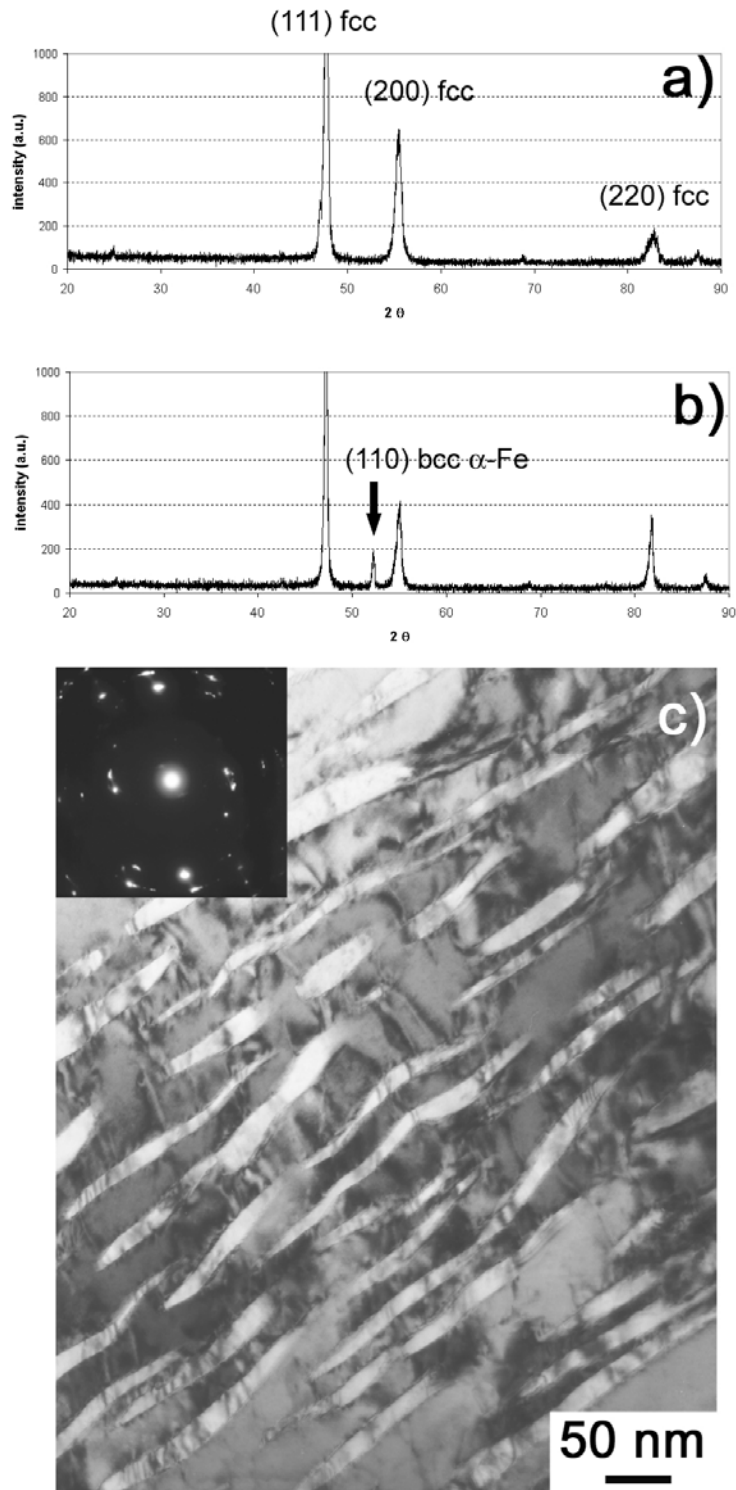 (111) fcc
a)
(200) fcc
(220) fcc
intensity (a.u.)
1000
800
600
400
200
0
20 30 40 50 60 70 80 90
2 θ
b)
(110) bcc α-Fe
intensity (a.u.)
1000
800
600
400
200
0
20 30 40 50 60 70 80 90
2 θ
c)
50 nm